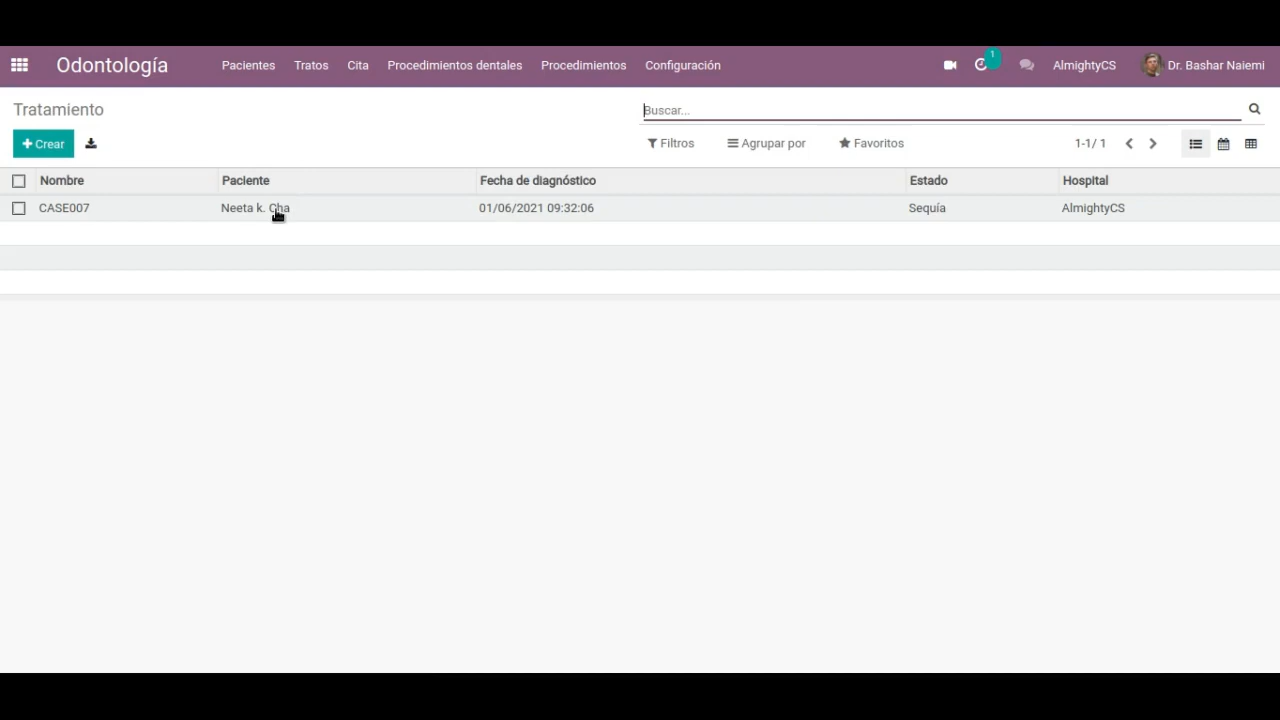 Odontología Pacientes Tratos Cita Procedimientos dentales Procedimientos Configuración 1 AlmightyCS Dr. Bashar Naiemi
Tratamiento Buscar...
Crear Filtros Agrupar por Favoritos 1-1/ 1
Nombre Paciente Fecha de diagnóstico Estado Hospital
CASE007 Neeta k. Cha 01/06/2021 09:32:06 Sequía AlmightyCS